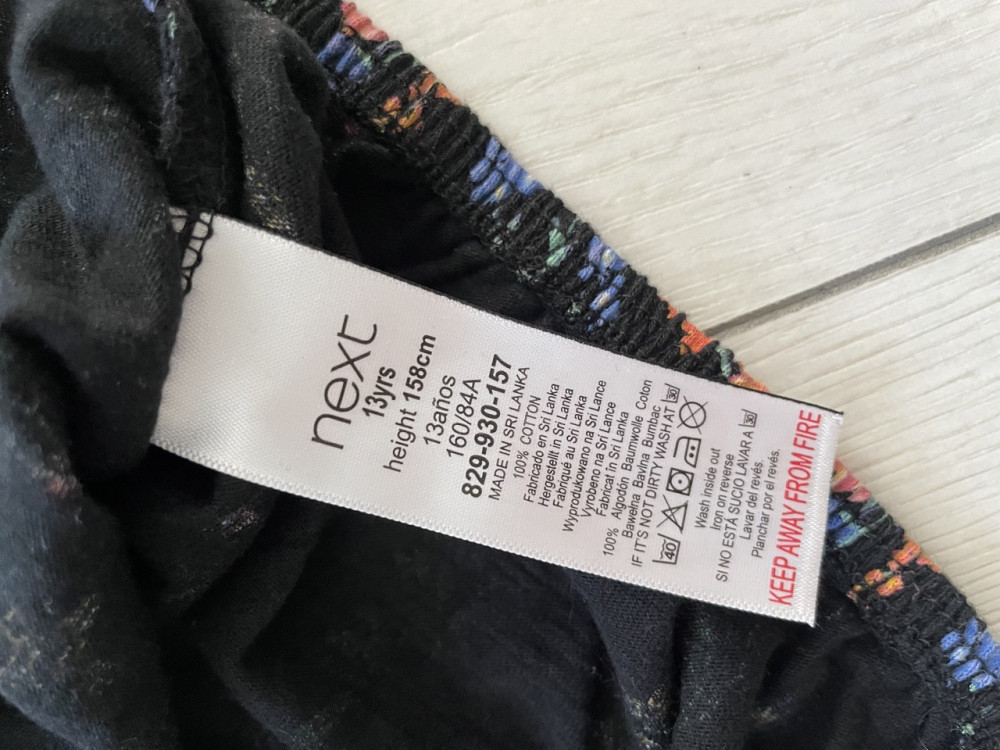 next
13yrs
height 158cm
13años
160/84A
829-930-157
MADE IN SRI LANKA
100% COTTON
Fabricado en Sri Lanka
Hergestellt in Sri Lanka
Fabriqué au Sri Lanka
Wyprodukowano na Sri Lance
Vyrobeno na Srí Lance
Fabricat în Sri Lanka
100% Algodón Baumwolle Coton
Bawełna Bavlna Bumbac
IF IT'S NOT DIRTY WASH AT 30
40
Wash inside out
Iron on reverse
SI NO ESTÁ SUCIO LAVAR A 30
Lavar del revés.
Planchar por el revés.
KEEP AWAY FROM FIRE